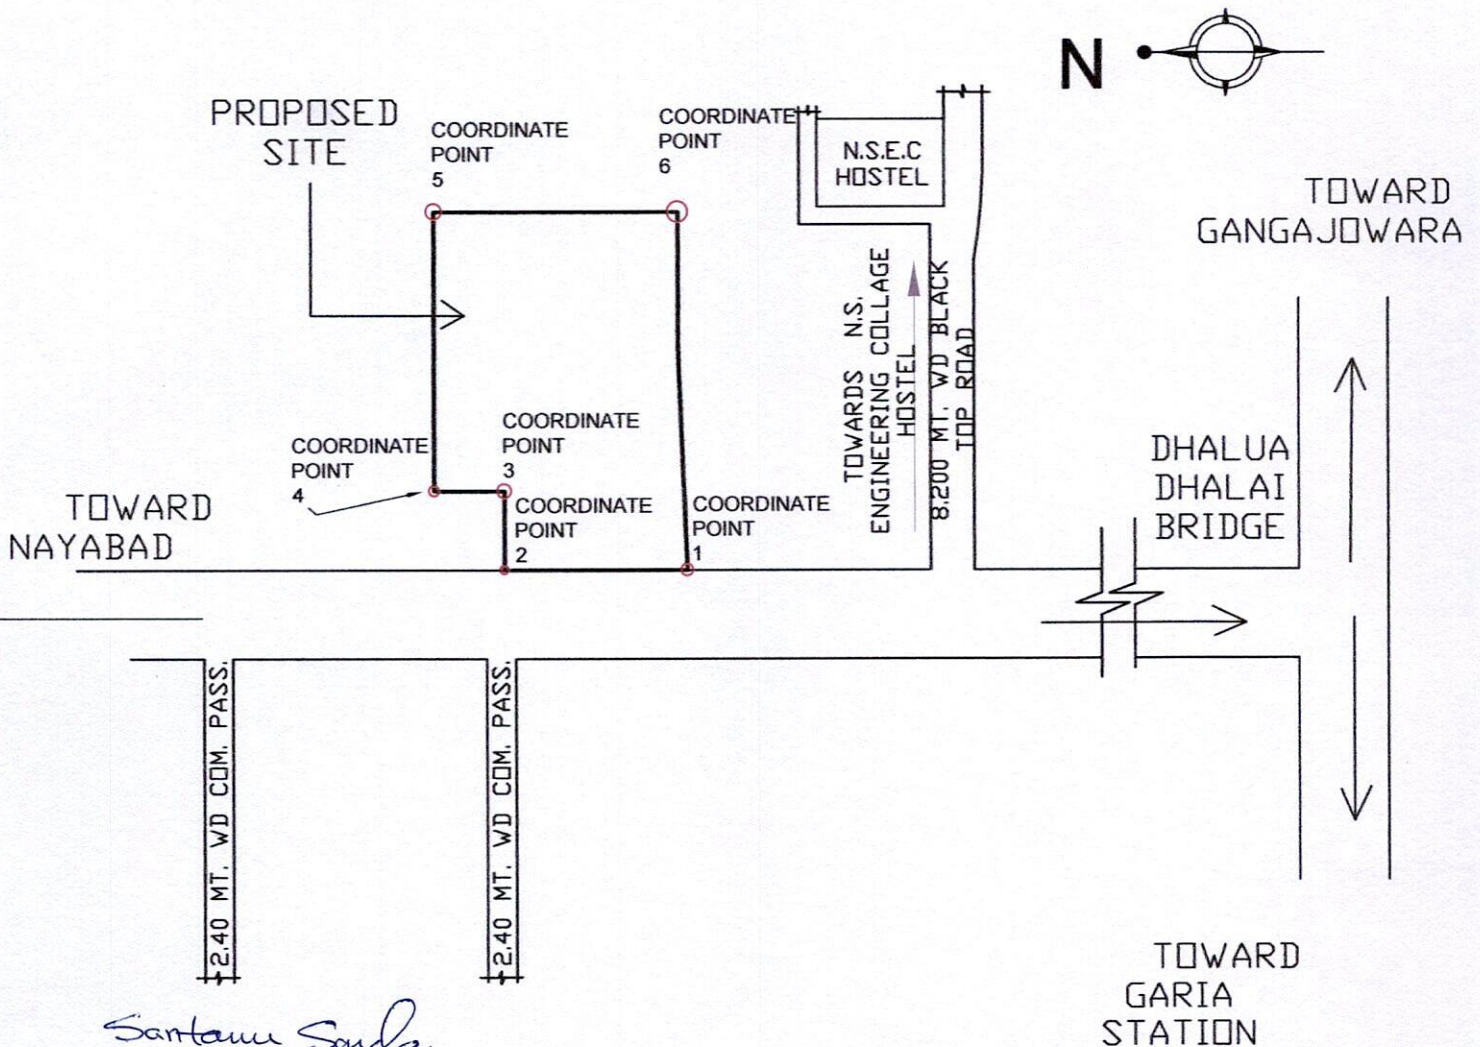 N
PROPOSED
SITE
COORDINATE
POINT
5
COORDINATE
POINT
6
N.S.E.C
HOSTEL
TOWARD
GANGAJOWARA
TOWARDS N.S.
ENGINEERING COLLAGE
HOSTEL
8.200 MT. WD BLACK
TOP ROAD
COORDINATE
POINT
4
COORDINATE
POINT
3
COORDINATE
POINT
2
COORDINATE
POINT
1
DHALUA
DHALAI
BRIDGE
TOWARD
NAYABAD
2.40 MT. WD COM. PASS.
2.40 MT. WD COM. PASS.
TOWARD
GARIA
STATION
Santanu